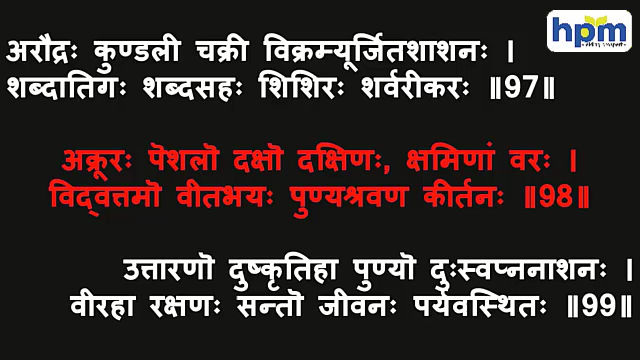 hpm
अरौद्रः कुण्डली चक्री विक्रम्यूर्जितशाशनः |
शब्दातिगः शब्दसहः शिशिरः शर्वरीकरः ॥97॥
अक्रूरः पॆशलॊ दक्षॊ दक्षिणः, क्षमिणां वरः |
विद्वत्तमॊ वीतभयः पुण्यश्रवण कीर्तनः ॥98॥
उत्तारणॊ दुष्कृतिहा पुण्यॊ दुःस्वप्ननाशनः |
वीरहा रक्षणः सन्तॊ जीवनः पर्यवस्थितः ॥99॥